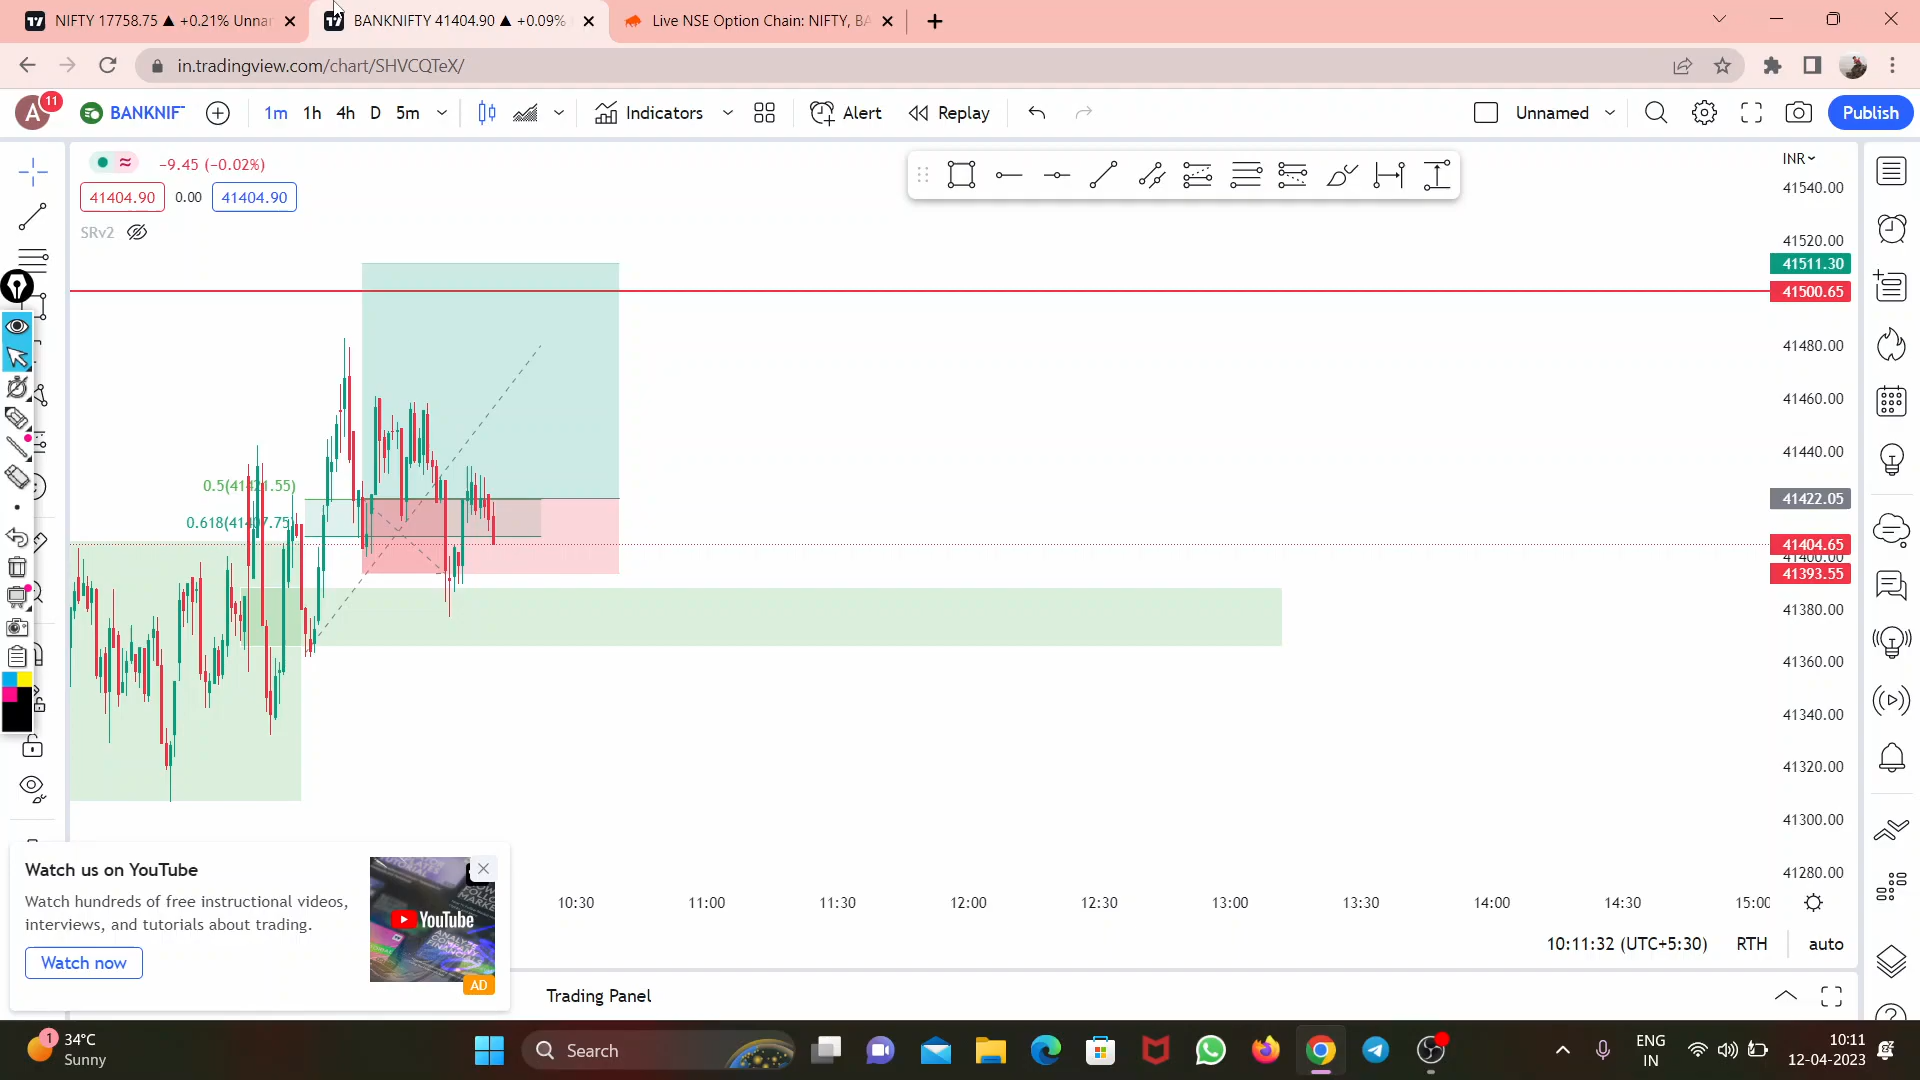 NIFTY 17758.75 ▲ +0.21% Unnar
BANKNIFTY 41404.90 ▲ +0.09%
Live NSE Option Chain: NIFTY, BA
in.tradingview.com/chart/SHVCQTeX/
A 11 BANKNIF 1m 1h 4h D 5m Indicators Alert Replay Unnamed Publish
−9.45 (−0.02%)
41404.90 0.00 41404.90
SRv2
INR
41540.00
41520.00
41511.30
41500.65
41480.00
41460.00
41440.00
41422.05
41404.65
41400.00
41393.55
41380.00
41360.00
41340.00
41320.00
41300.00
41280.00
0.5(41421.55)
0.618(41407.75)
10:30 11:00 11:30 12:00 12:30 13:00 13:30 14:00 14:30 15:00
10:11:32 (UTC+5:30) RTH auto
Watch us on YouTube
Watch hundreds of free instructional videos,
interviews, and tutorials about trading.
Watch now
YouTube
AD
Trading Panel
1 34°C
Sunny
Search
ENG
IN
10:11
12-04-2023